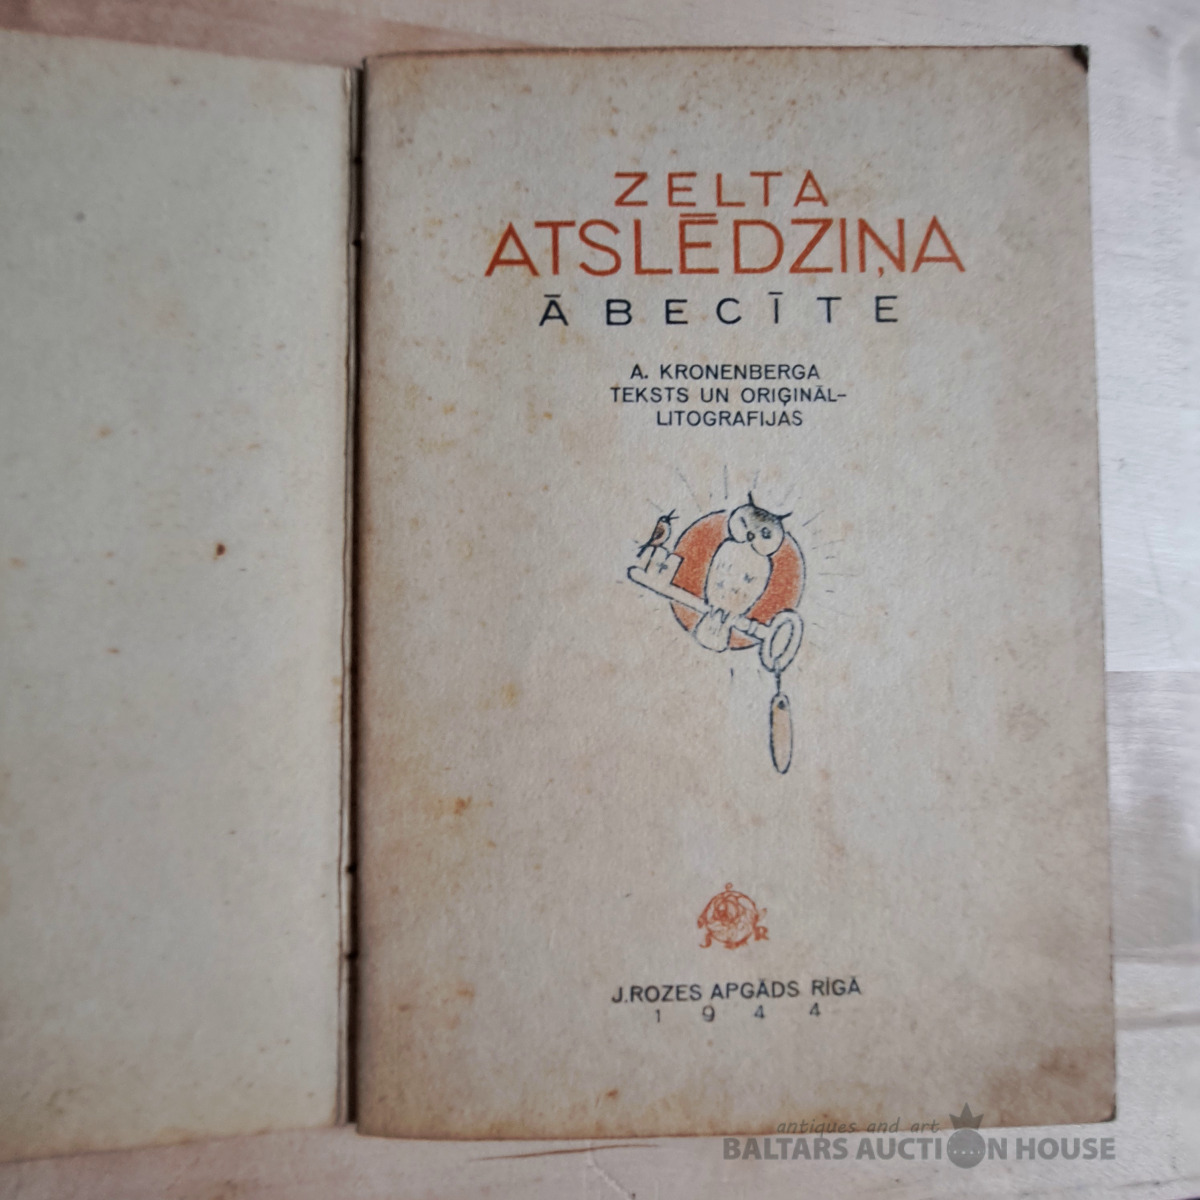 ZELTA
ATSLĒDZIŅA
ĀBECĪTE
A. KRONENBERGA
TEKSTS UN ORIĢINĀL-
LITOGRAFIJAS
J R
J.ROZES APGĀDS RĪGĀ
1944
antiques and art
BALTARS AUCTION HOUSE